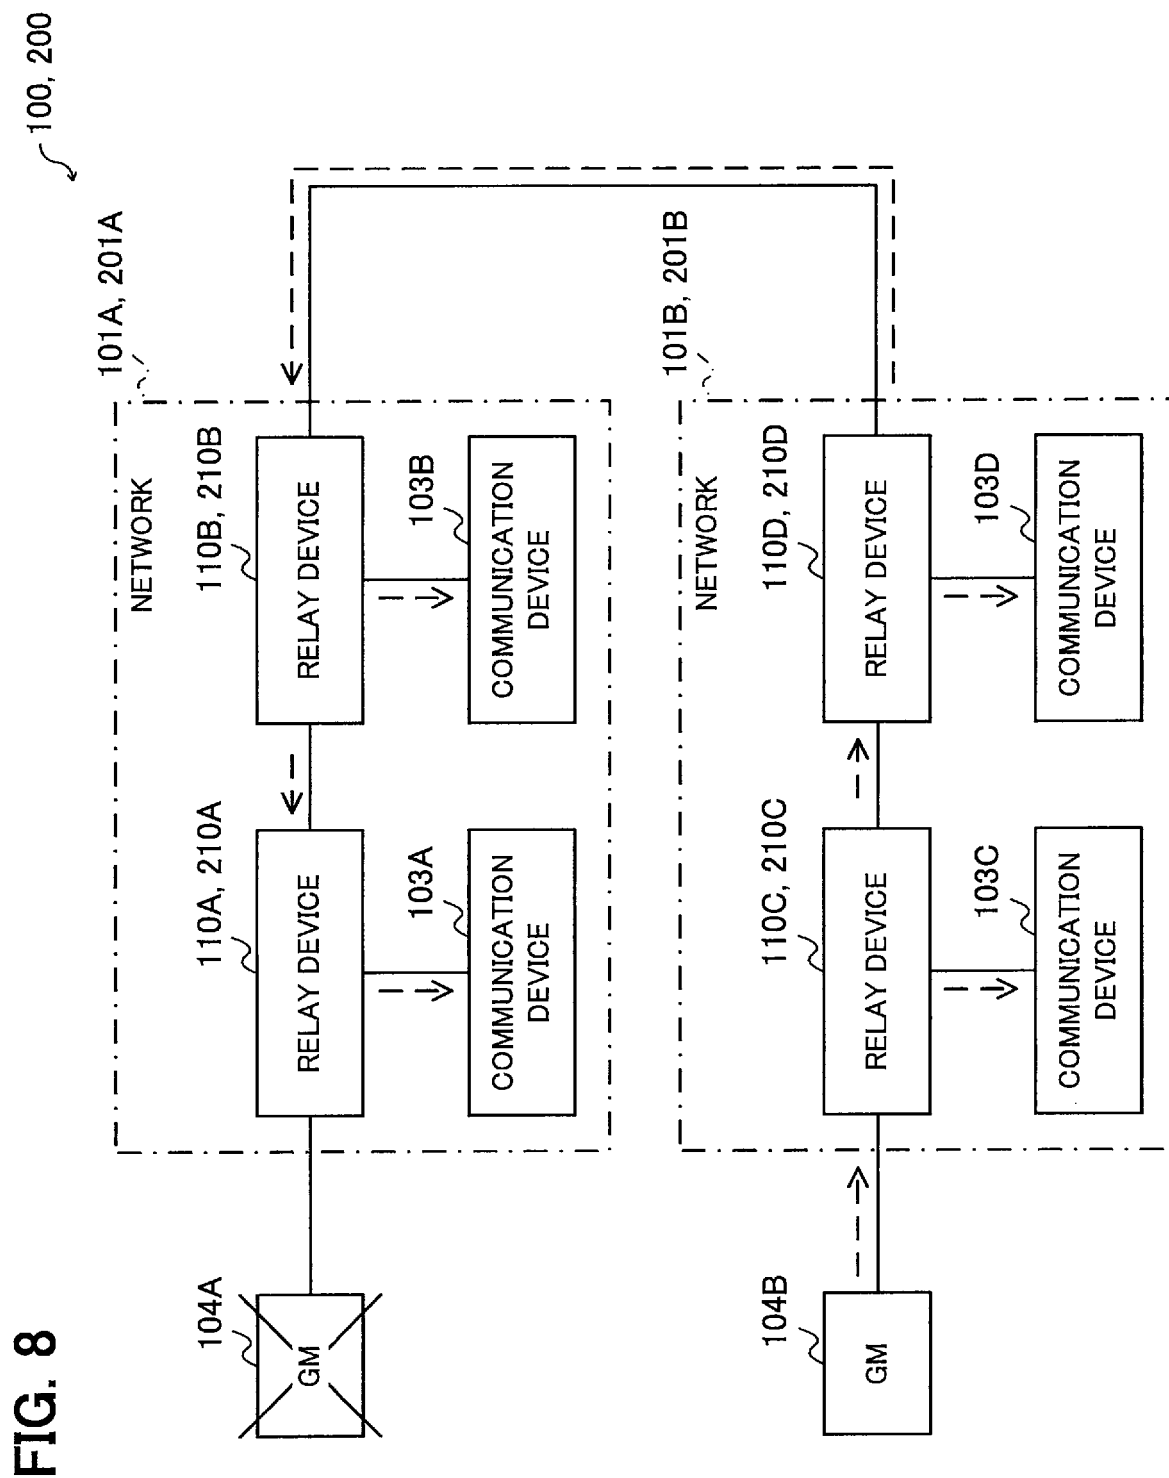 FIG. 8
100, 200
101A, 201A
NETWORK
104A
GM
110A, 210A
RELAY DEVICE
110B, 210B
RELAY DEVICE
103A
COMMUNICATION
DEVICE
103B
COMMUNICATION
DEVICE
101B, 201B
NETWORK
104B
GM
110C, 210C
RELAY DEVICE
110D, 210D
RELAY DEVICE
103C
COMMUNICATION
DEVICE
103D
COMMUNICATION
DEVICE